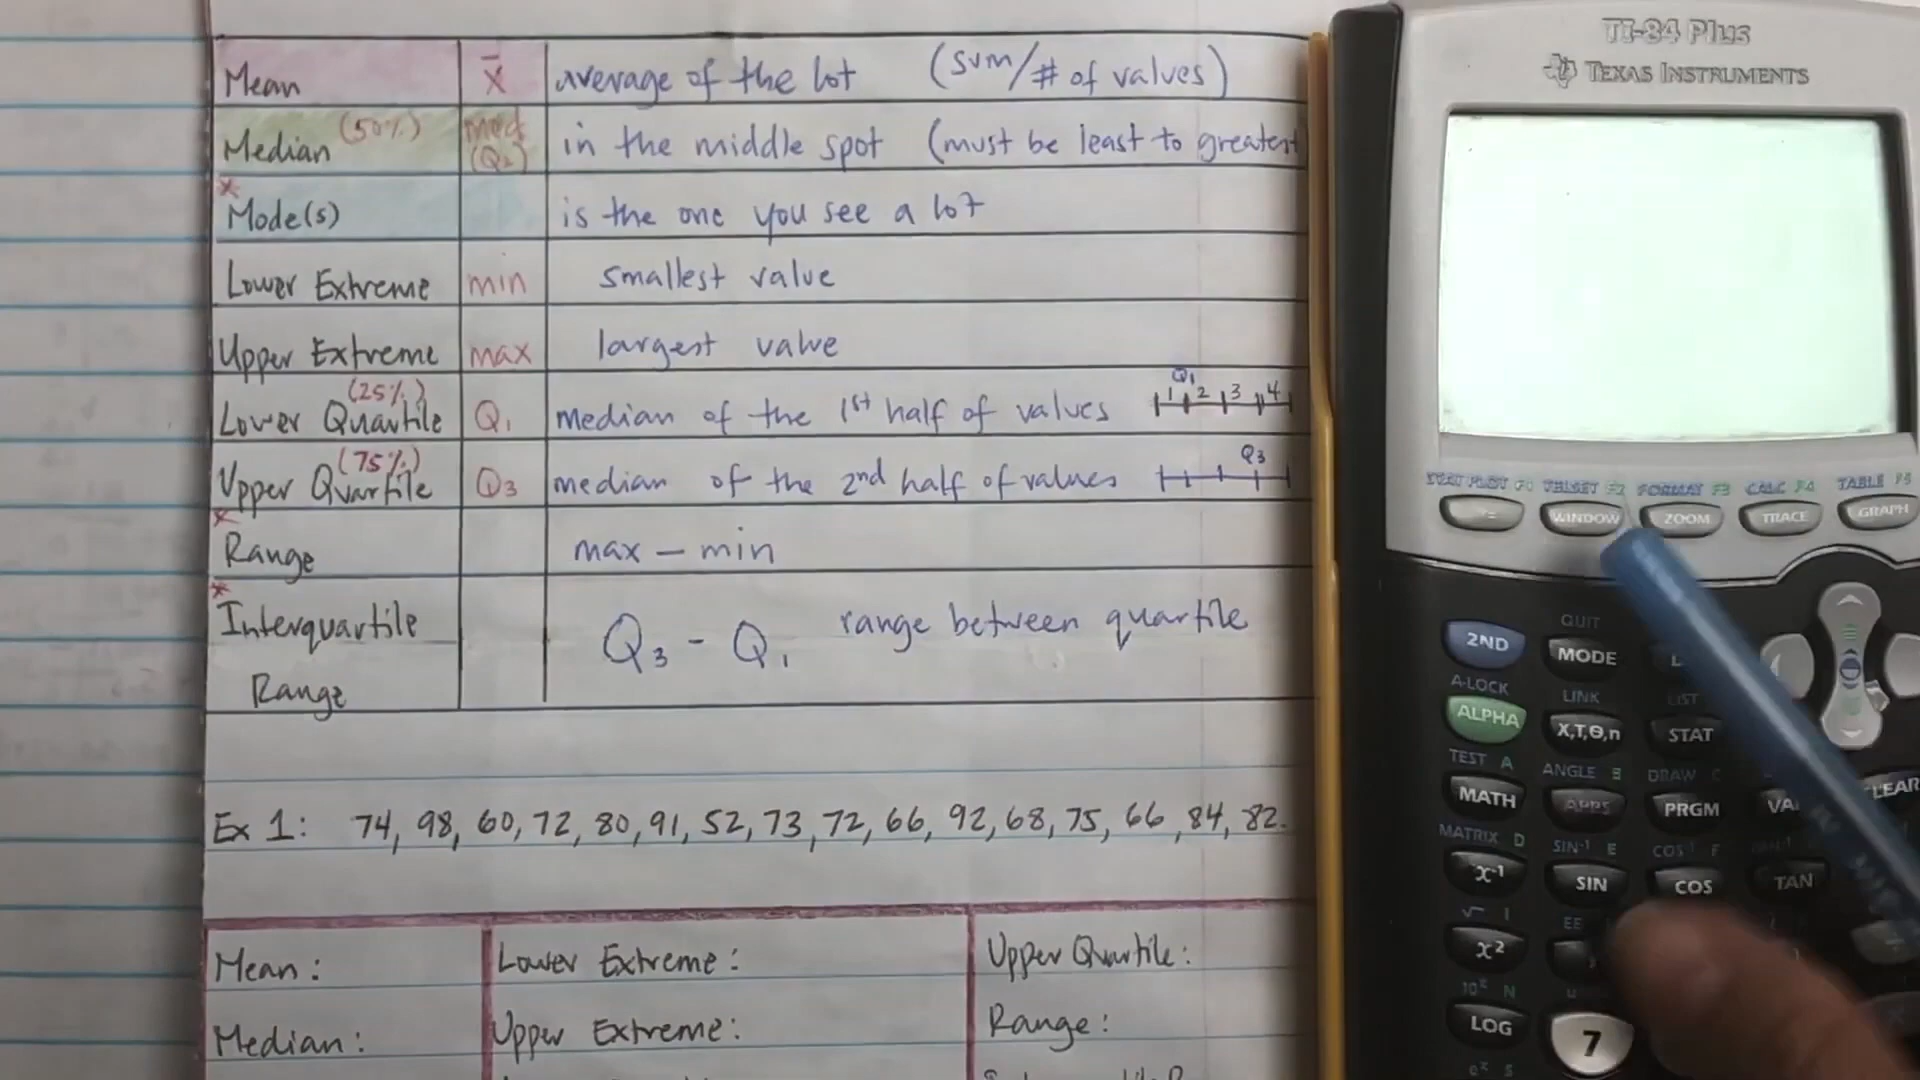 Mean x̄ average of the lot (sum/# of values)
Median (50%) med (Q2) in the middle spot (must be least to greatest
* Mode(s) is the one you see a lot
Lower Extreme min smallest value
Upper Extreme max largest value
Lower Quartile (25%) Q1 median of the 1st half of values 1 Q1 2 3 4
Upper Quartile (75%) Q3 median of the 2nd half of values Q3
* Range max – min
* Interquartile Range Q3 - Q1 range between quartile
Ex 1: 74, 98, 60, 72, 80, 91, 52, 73, 72, 66, 92, 68, 75, 66, 84, 82.
Mean: Lower Extreme: Upper Quartile:
Median: Upper Extreme: Range:
TI-84 Plus
TEXAS INSTRUMENTS
STAT PLOT F1 TBLSET F2 FORMAT F3 CALC F4 TABLE F5
Y= WINDOW ZOOM TRACE GRAPH
QUIT
2ND MODE
A-LOCK LINK LIST
ALPHA X,T,θ,n STAT
TEST A ANGLE B DRAW C
MATH APPS PRGM
MATRIX D SIN-1 E COS-1 F
x-1 SIN COS TAN
√ I EE
x2 ,
10x N u
LOG 7
ex S